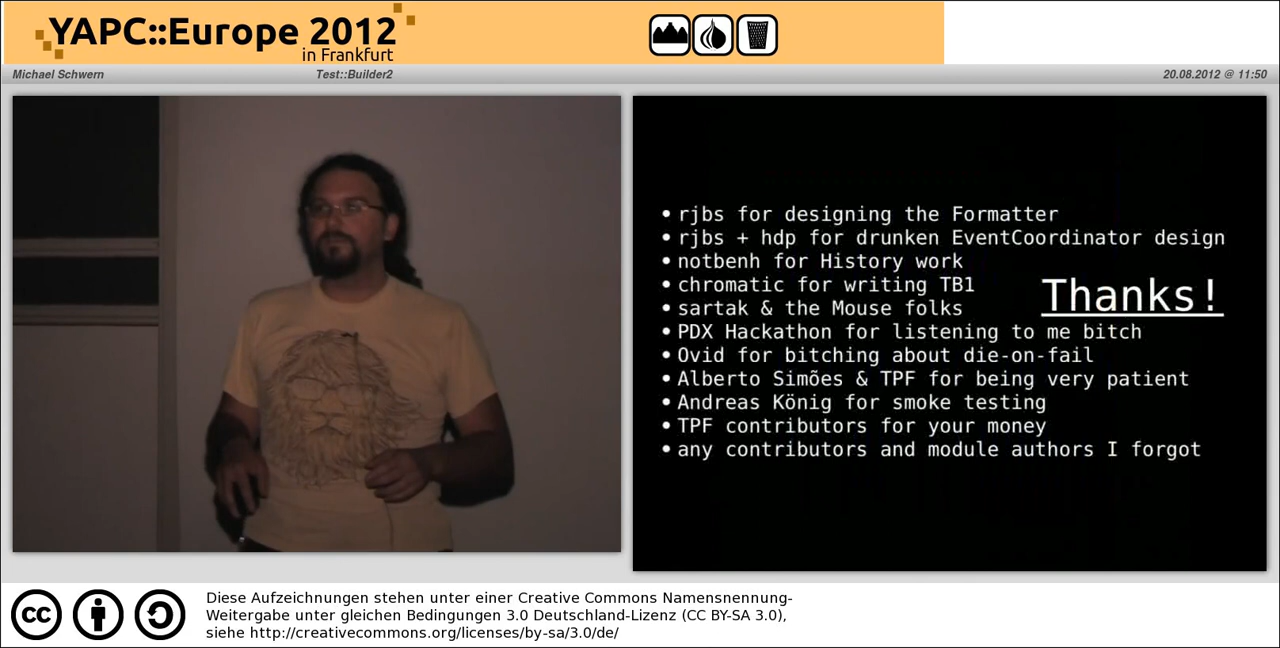 YAPC::Europe 2012
in Frankfurt
Michael Schwern
Test::Builder2
20.08.2012 @ 11:50
• rjbs for designing the Formatter
• rjbs + hdp for drunken EventCoordinator design
• notbenh for History work
• chromatic for writing TB1
Thanks!
• sartak & the Mouse folks
• PDX Hackathon for listening to me bitch
• Ovid for bitching about die-on-fail
• Alberto Simões & TPF for being very patient
• Andreas König for smoke testing
• TPF contributors for your money
• any contributors and module authors I forgot
cc
Diese Aufzeichnungen stehen unter einer Creative Commons Namensnennung-
Weitergabe unter gleichen Bedingungen 3.0 Deutschland-Lizenz (CC BY-SA 3.0),
siehe http://creativecommons.org/licenses/by-sa/3.0/de/